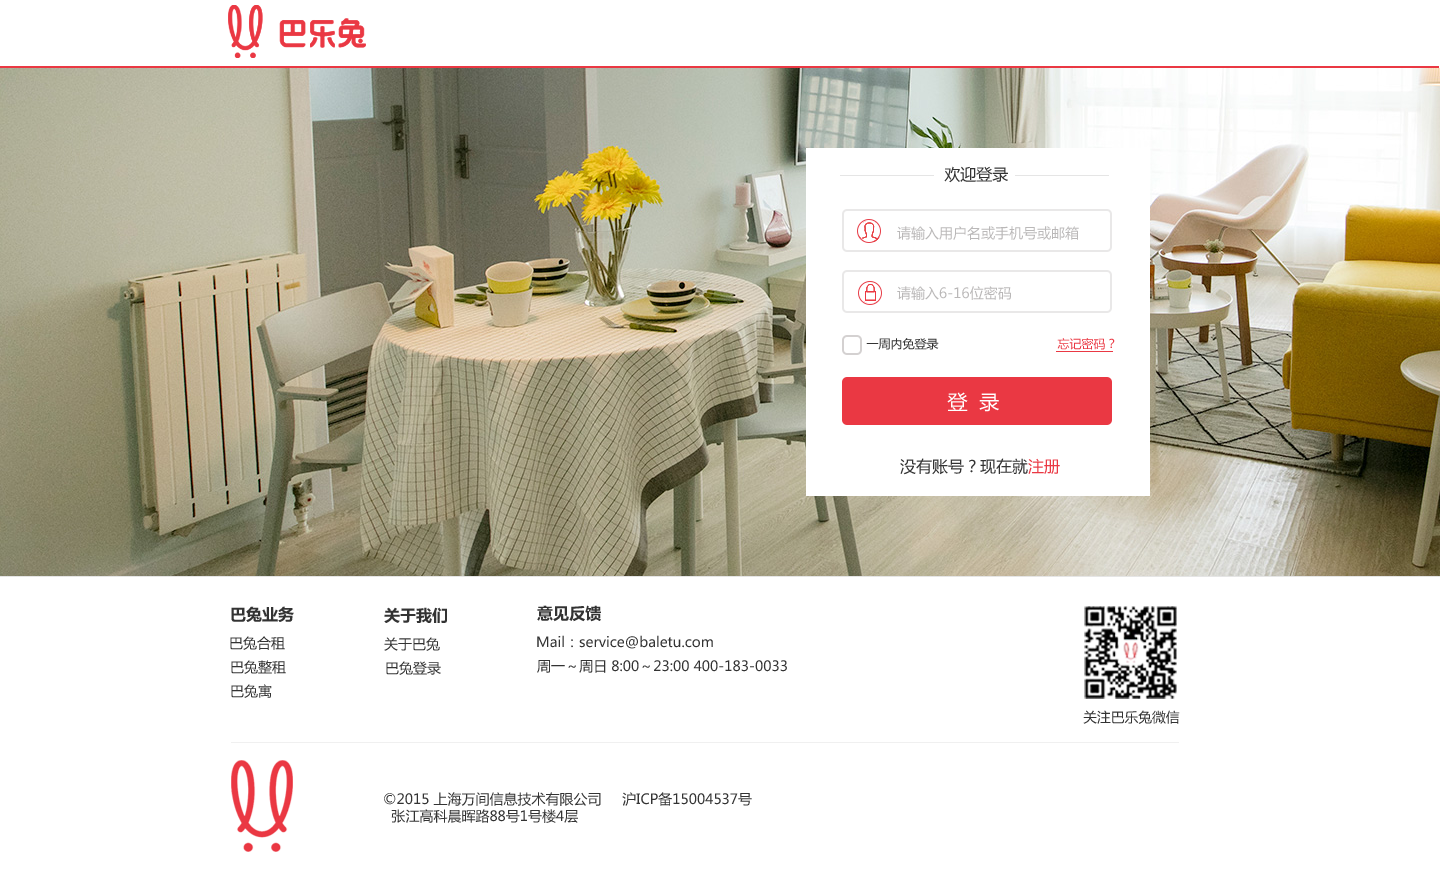 巴乐兔
欢迎登录
请输入用户名或手机号或邮箱
请输入6-16位密码
一周内免登录
忘记密码？
登 录
没有账号？现在就注册
巴兔业务
巴兔合租
巴兔整租
巴兔寓
关于我们
关于巴兔
巴兔登录
意见反馈
Mail：service@baletu.com
周一～周日 8:00～23:00 400-183-0033
关注巴乐兔微信
©2015 上海万间信息技术有限公司 沪ICP备15004537号
张江高科晨晖路88号1号楼4层